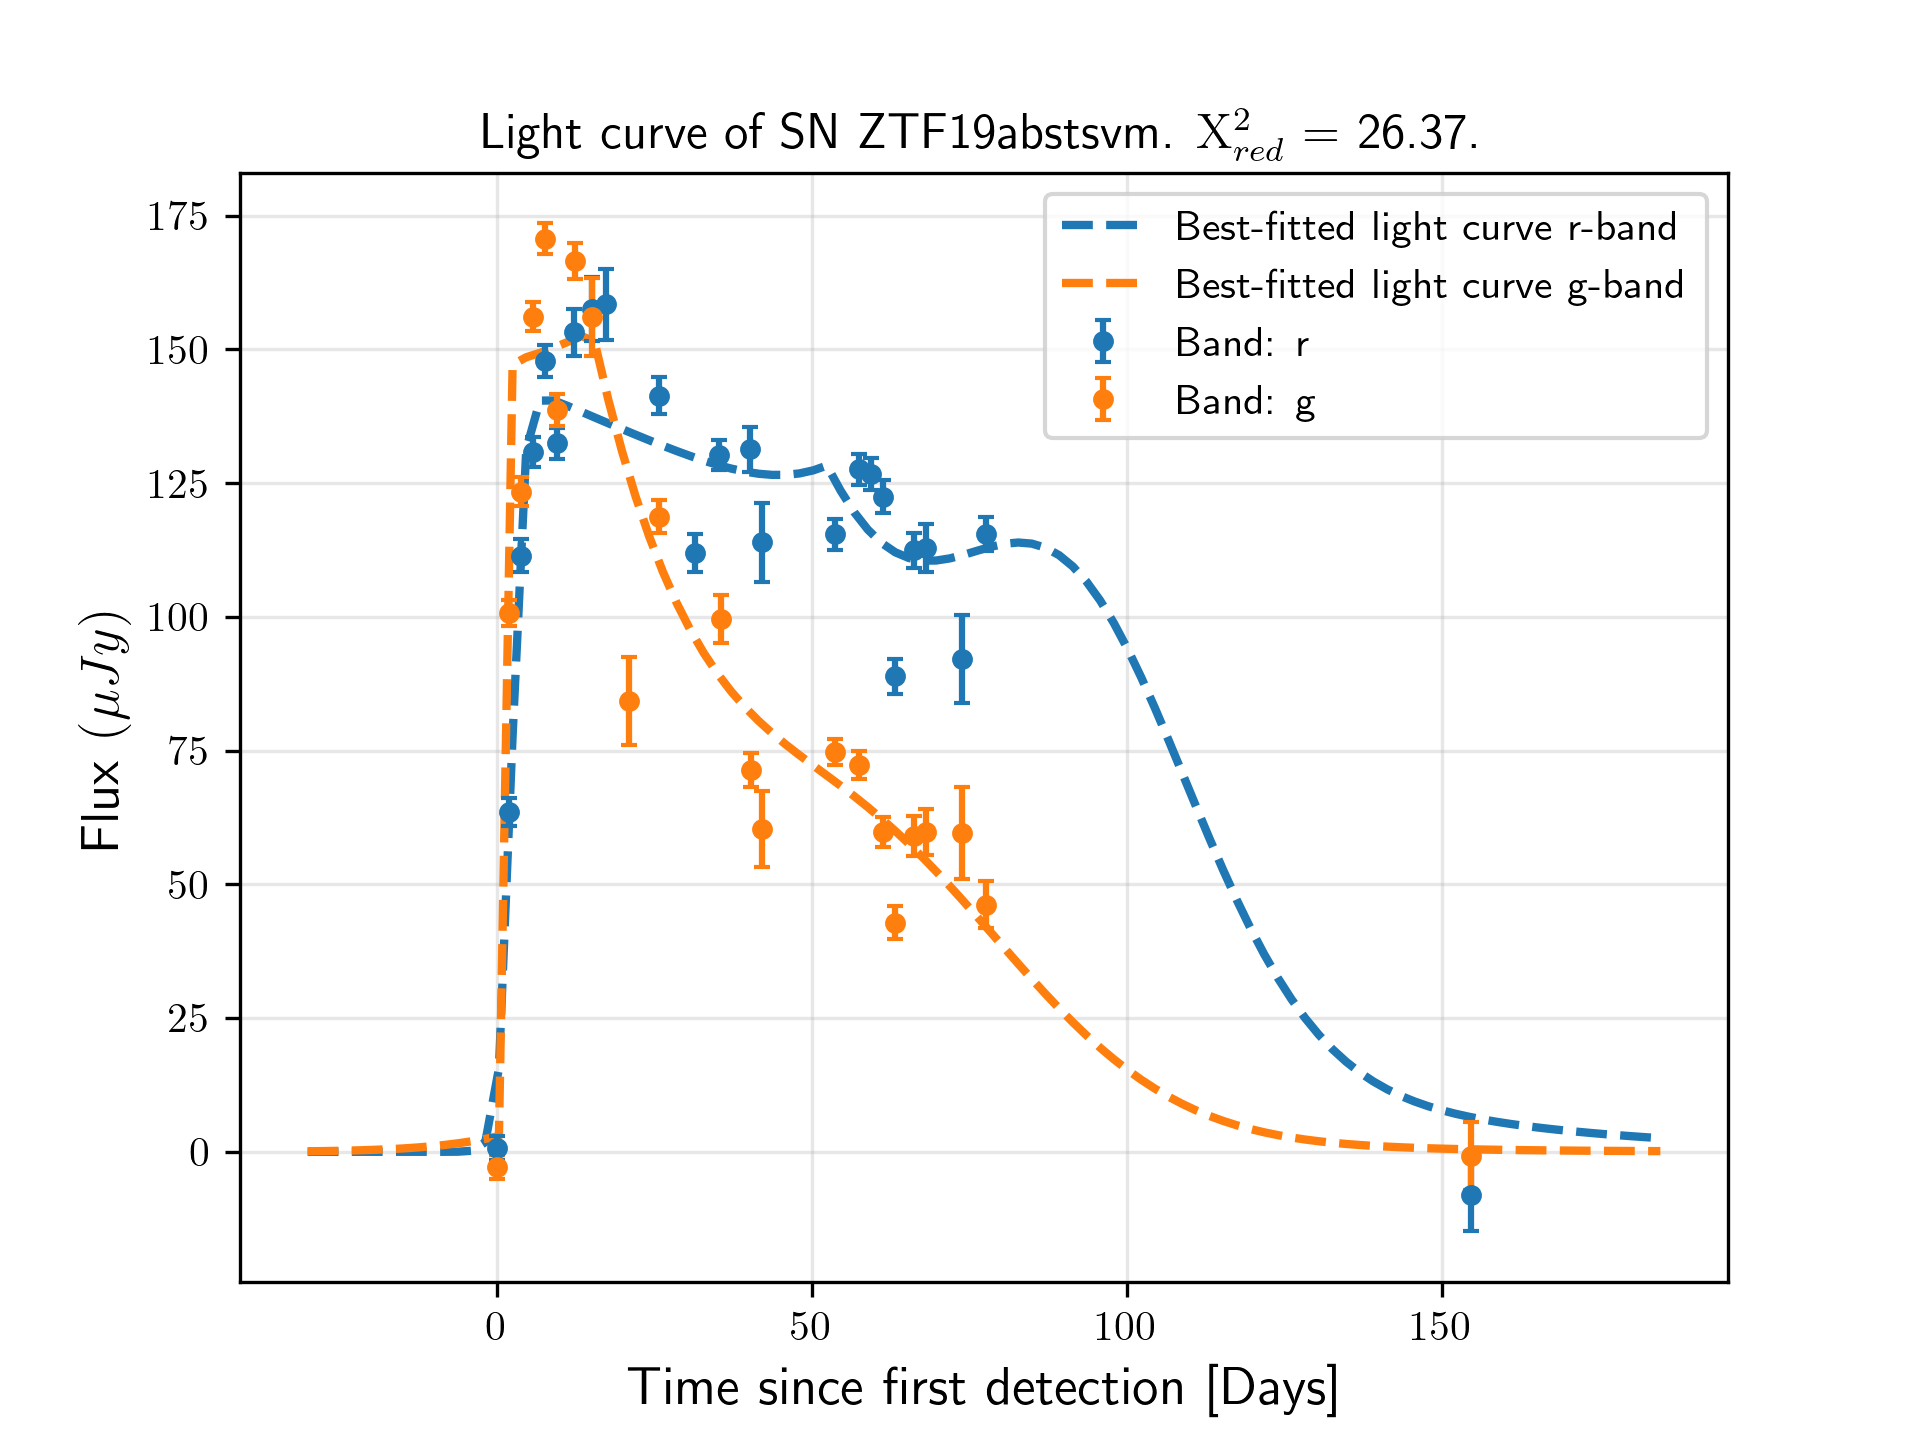 Light curve of SN ZTF19abstsvm. X²_red = 26.37.
Best-fitted light curve r-band
Best-fitted light curve g-band
Band: r
Band: g
Flux (μJy)
175
150
125
100
75
50
25
0
0 50 100 150
Time since first detection [Days]